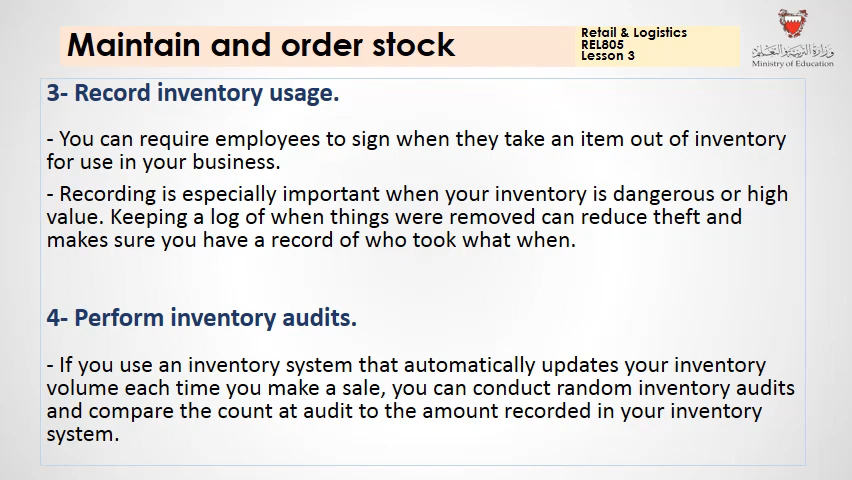 Maintain and order stock
Retail & Logistics
REL805
Lesson 3
وزارة التربية والتعليم
Ministry of Education
3- Record inventory usage.
- You can require employees to sign when they take an item out of inventory
for use in your business.
- Recording is especially important when your inventory is dangerous or high
value. Keeping a log of when things were removed can reduce theft and
makes sure you have a record of who took what when.
4- Perform inventory audits.
- If you use an inventory system that automatically updates your inventory
volume each time you make a sale, you can conduct random inventory audits
and compare the count at audit to the amount recorded in your inventory
system.